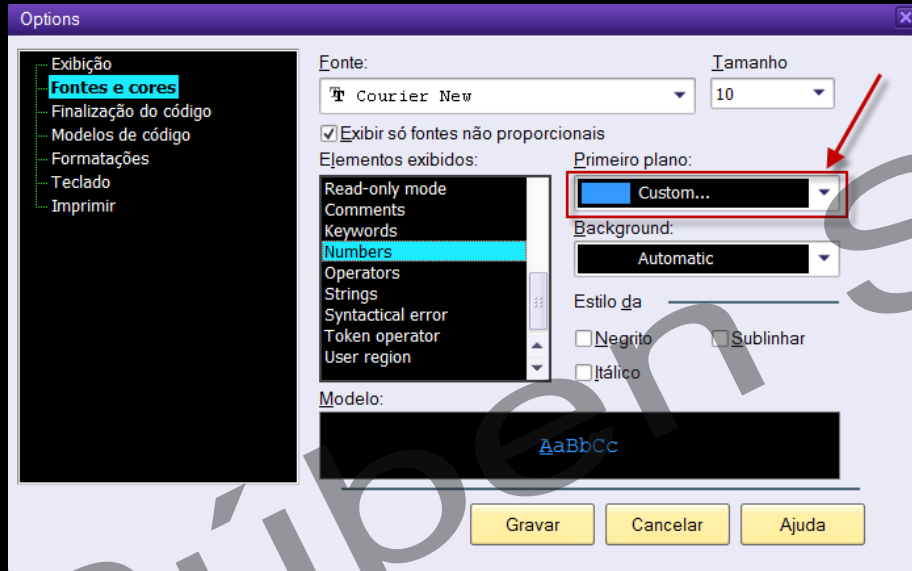 Options
Exibição
Fontes e cores
Finalização do código
Modelos de código
Formatações
Teclado
Imprimir
Fonte:
Tamanho
Courier New
10
Exibir só fontes não proporcionais
Elementos exibidos:
Primeiro plano:
Read-only mode
Comments
Keywords
Numbers
Operators
Strings
Syntactical error
Token operator
User region
Custom...
Background:
Automatic
Estilo da
Negrito
Sublinhar
Itálico
Modelo:
AaBbCc
Gravar
Cancelar
Ajuda
Rúben S